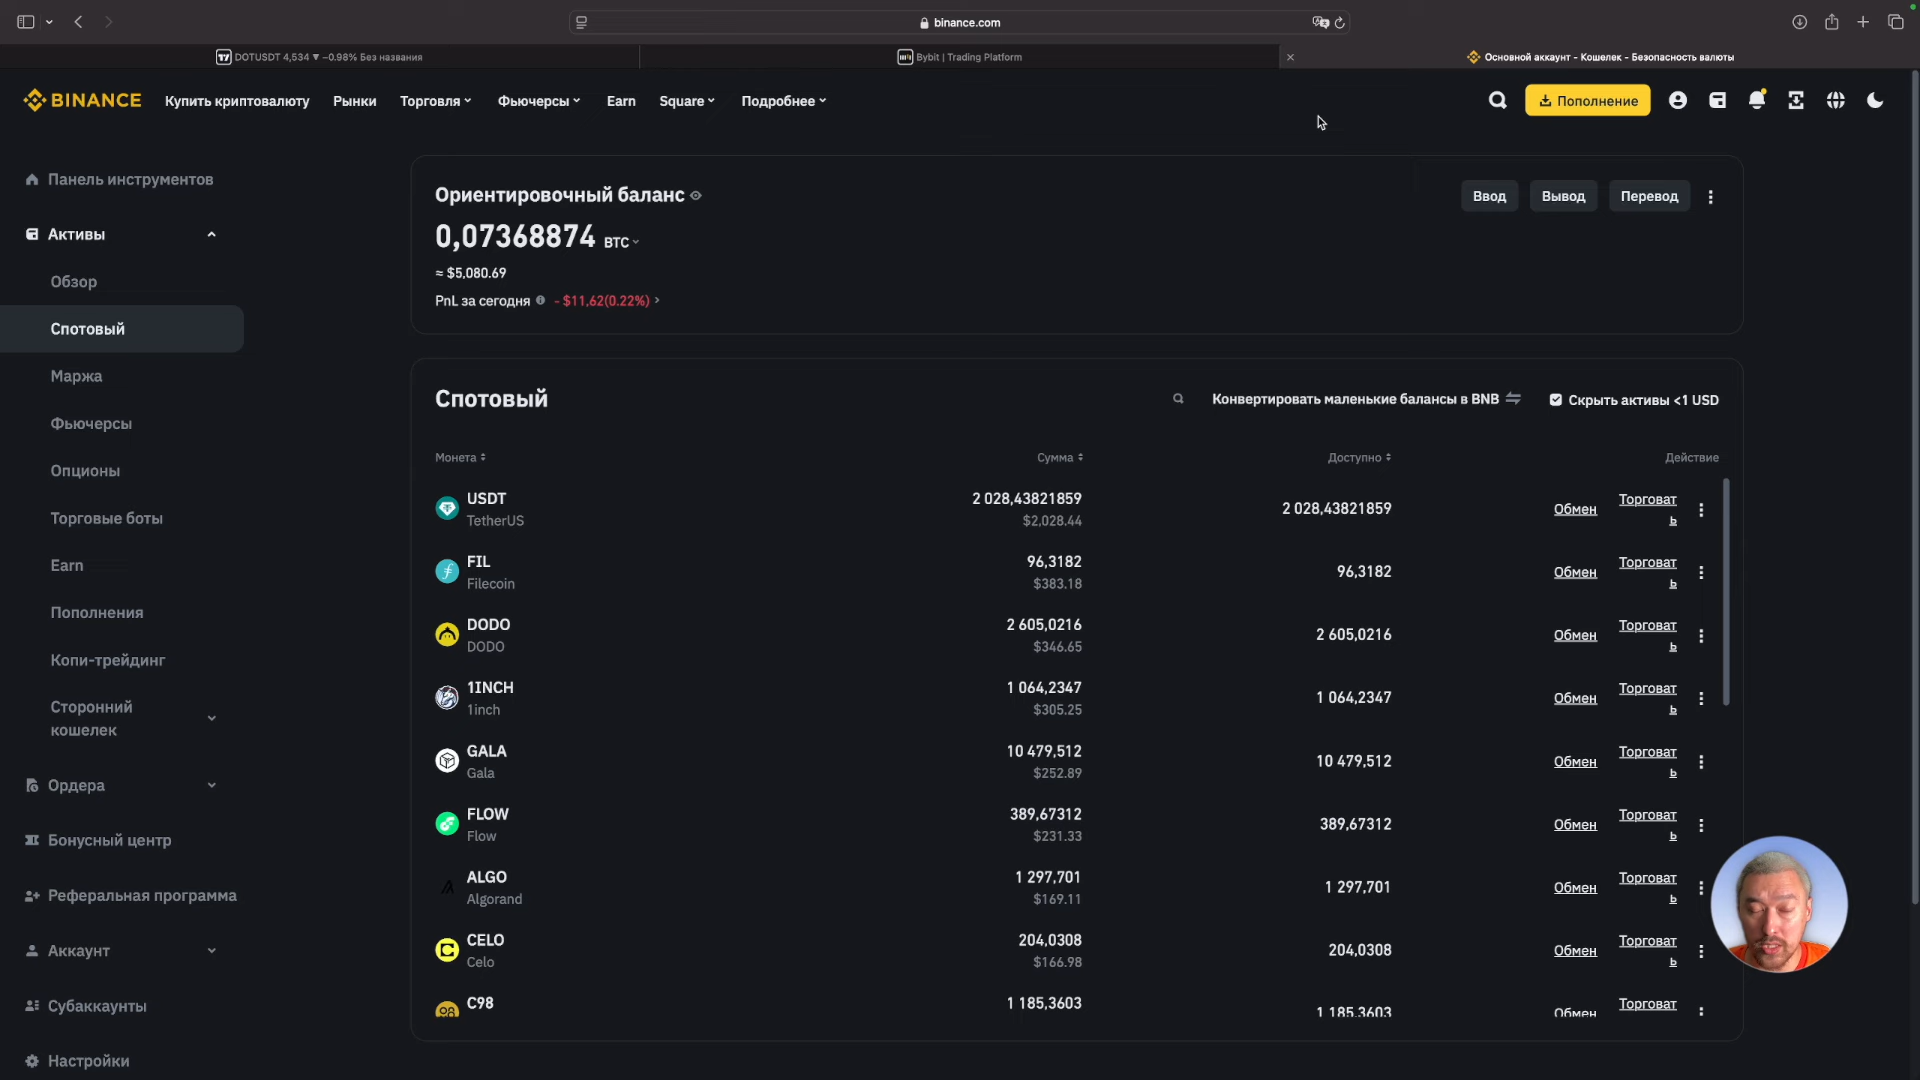 binance.com
DOTUSDT 4,534 ▼ −0.98% Без названия
Bybit | Trading Platform
Основной аккаунт - Кошелек - Безопасность валюты
BINANCE
Купить криптовалюту
Рынки
Торговля
Фьючерсы
Earn
Square
Подробнее
Пополнение
Панель инструментов
Активы
Обзор
Спотовый
Маржа
Фьючерсы
Опционы
Торговые боты
Earn
Пополнения
Копи-трейдинг
Сторонний
кошелек
Ордера
Бонусный центр
Реферальная программа
Аккаунт
Субаккаунты
Настройки
Ориентировочный баланс
Ввод
Вывод
Перевод
0,07368874 BTC
≈ $5,080.69
PnL за сегодня - $11,62(0.22%)
Спотовый
Конвертировать маленькие балансы в BNB
Скрыть активы <1 USD
Монета
Сумма
Доступно
Действие
USDT
TetherUS
2 028,43821859
$2,028.44
2 028,43821859
Обмен
Торговат
ь
FIL
Filecoin
96,3182
$383.18
96,3182
Обмен
Торговат
ь
DODO
DODO
2 605,0216
$346.65
2 605,0216
Обмен
Торговат
ь
1INCH
1inch
1 064,2347
$305.25
1 064,2347
Обмен
Торговат
ь
GALA
Gala
10 479,512
$252.89
10 479,512
Обмен
Торговат
ь
FLOW
Flow
389,67312
$231.33
389,67312
Обмен
Торговат
ь
ALGO
Algorand
1 297,701
$169.11
1 297,701
Обмен
Торговат
ь
CELO
Celo
204,0308
$166.98
204,0308
Обмен
Торговат
ь
C98
1 185,3603
1 185,3603
Обмен
Торговат